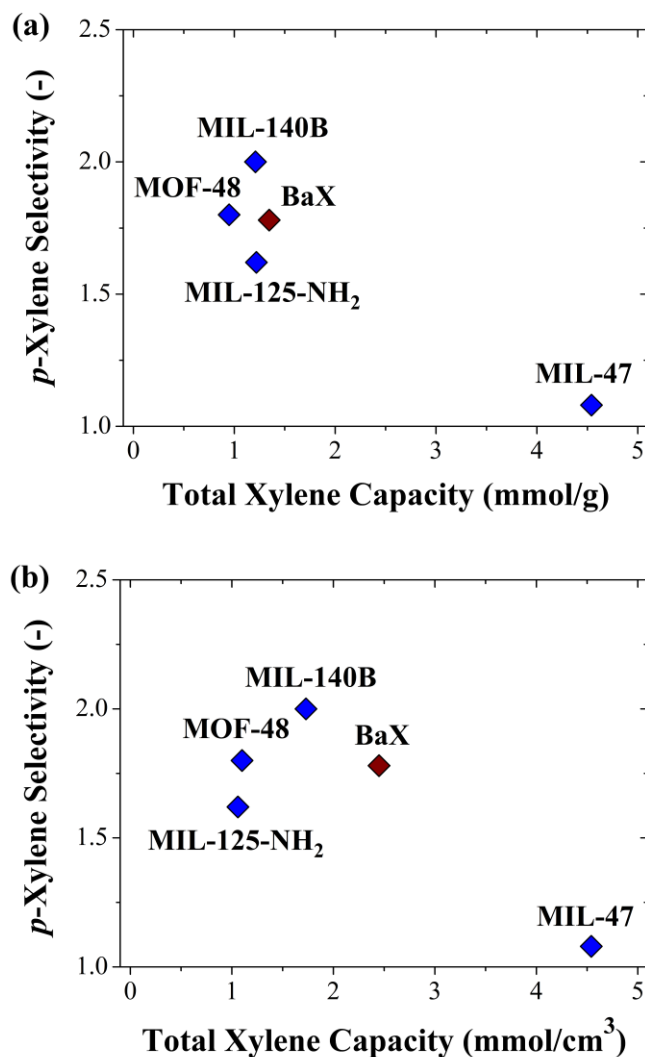 (a)
2.5
2.0
1.5
1.0
p-Xylene Selectivity (-)
MIL-140B
MOF-48
BaX
MIL-125-NH₂
MIL-47
0 1 2 3 4 5
Total Xylene Capacity (mmol/g)
(b)
2.5
2.0
1.5
1.0
p-Xylene Selectivity (-)
MIL-140B
MOF-48
BaX
MIL-125-NH₂
MIL-47
0 1 2 3 4 5
Total Xylene Capacity (mmol/cm³)